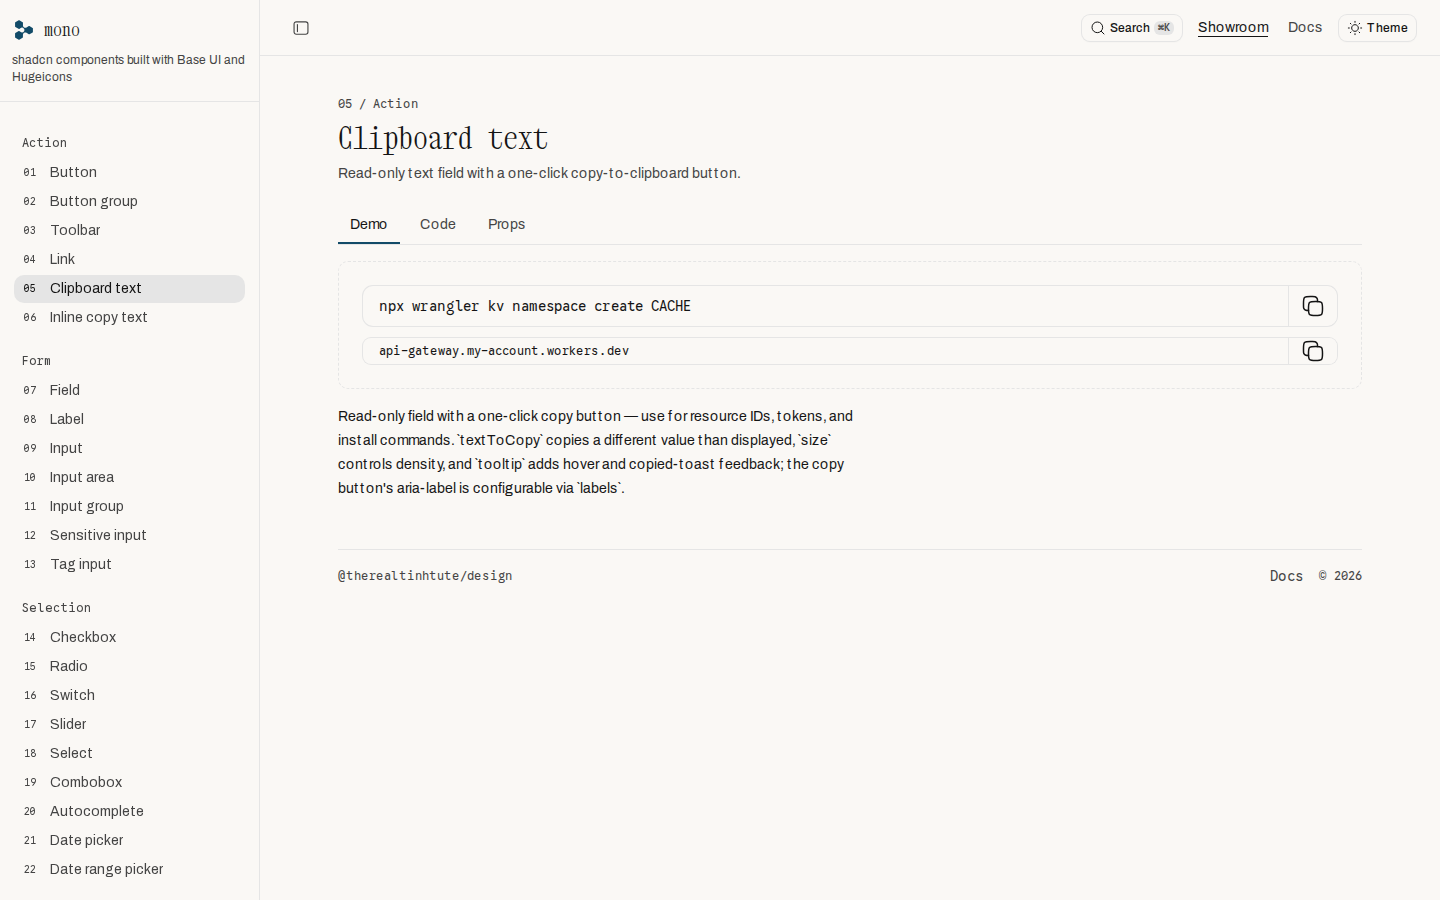 mono
shadcn components built with Base UI and
Hugeicons
Action
01 Button
02 Button group
03 Toolbar
04 Link
05 Clipboard text
06 Inline copy text
Form
07 Field
08 Label
09 Input
10 Input area
11 Input group
12 Sensitive input
13 Tag input
Selection
14 Checkbox
15 Radio
16 Switch
17 Slider
18 Select
19 Combobox
20 Autocomplete
21 Date picker
22 Date range picker
Search ⌘K Showroom Docs Theme
05 / Action
Clipboard text
Read-only text field with a one-click copy-to-clipboard button.
Demo Code Props
npx wrangler kv namespace create CACHE
api-gateway.my-account.workers.dev
Read-only field with a one-click copy button — use for resource IDs, tokens, and
install commands. `textToCopy` copies a different value than displayed, `size`
controls density, and `tooltip` adds hover and copied-toast feedback; the copy
button's aria-label is configurable via `labels`.
@therealtinhtute/design Docs © 2026